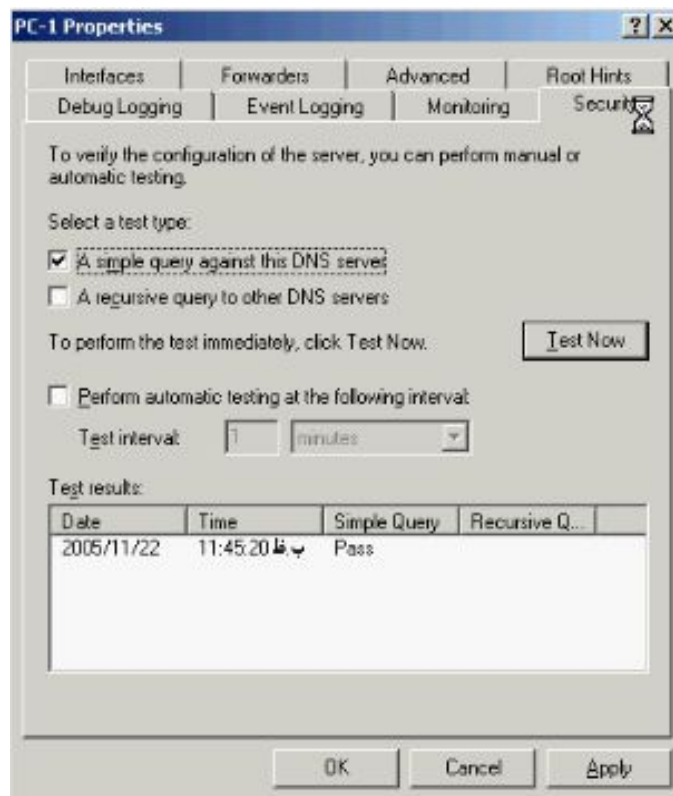 PC-1 Properties
Interfaces Forwarders Advanced Root Hints
Debug Logging Event Logging Monitoring Security
To verify the configuration of the server, you can perform manual or
automatic testing.
Select a test type:
A simple query against this DNS server
A recursive query to other DNS servers
To perform the test immediately, click Test Now. Test Now
Perform automatic testing at the following interval:
Test interval: 1 minutes
Test results:
Date Time Simple Query Recursive Q...
2005/11/22 11:45:20 ب.ظ Pass
OK Cancel Apply